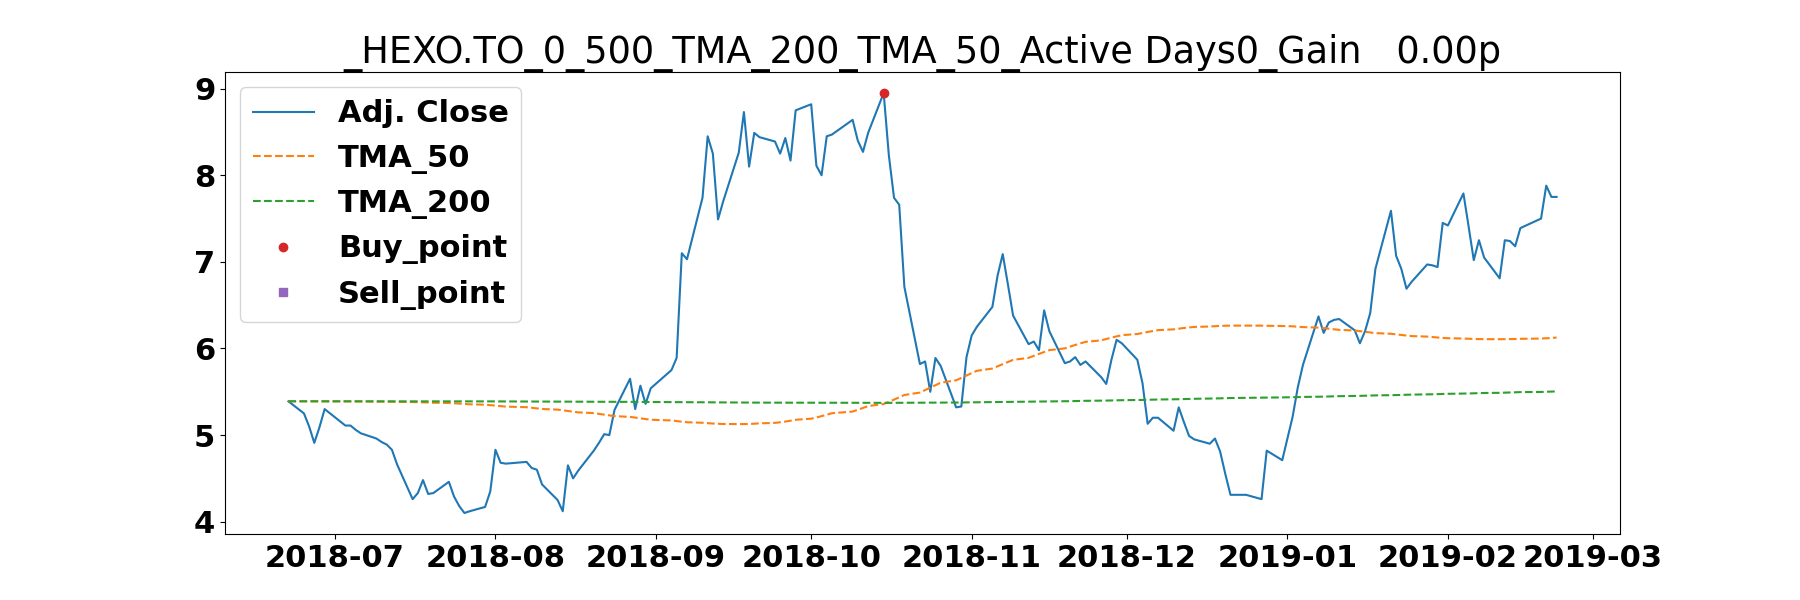 _HEXO.TO_0_500_TMA_200_TMA_50_Active Days0_Gain   0.00p
9
8
7
6
5
4
Adj. Close
TMA_50
TMA_200
Buy_point
Sell_point
2018-07 2018-08 2018-09 2018-10 2018-11 2018-12 2019-01 2019-02 2019-03